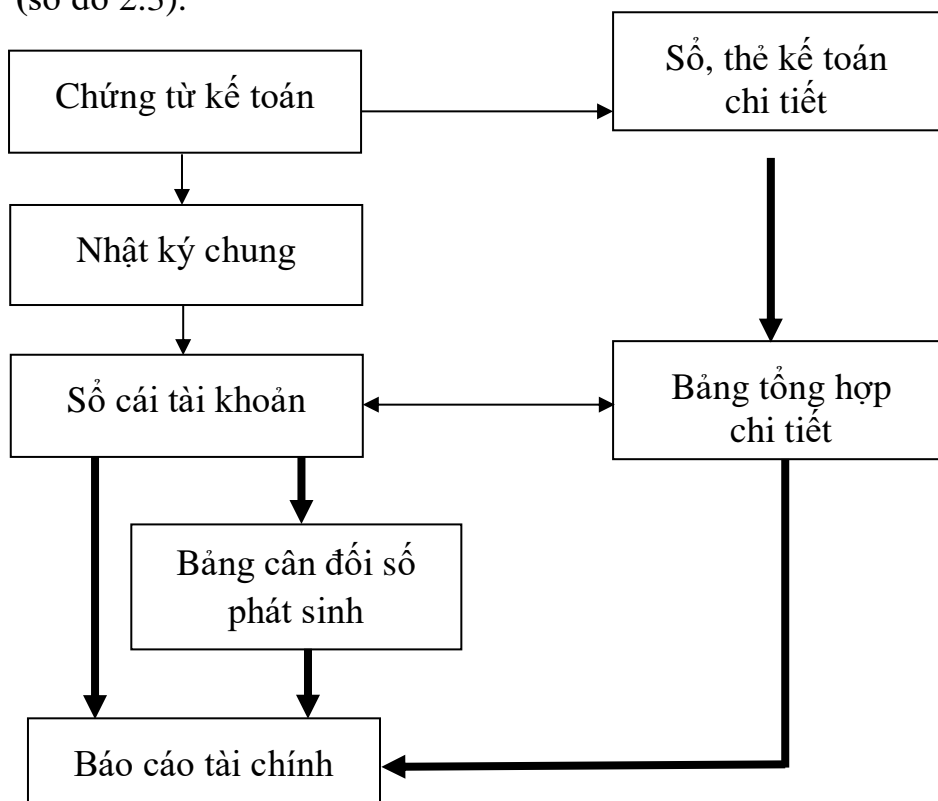 (sơ đồ 2.3).
Chứng từ kế toán
Sổ, thẻ kế toán
chi tiết
Nhật ký chung
Sổ cái tài khoản
Bảng tổng hợp
chi tiết
Bảng cân đối số
phát sinh
Báo cáo tài chính